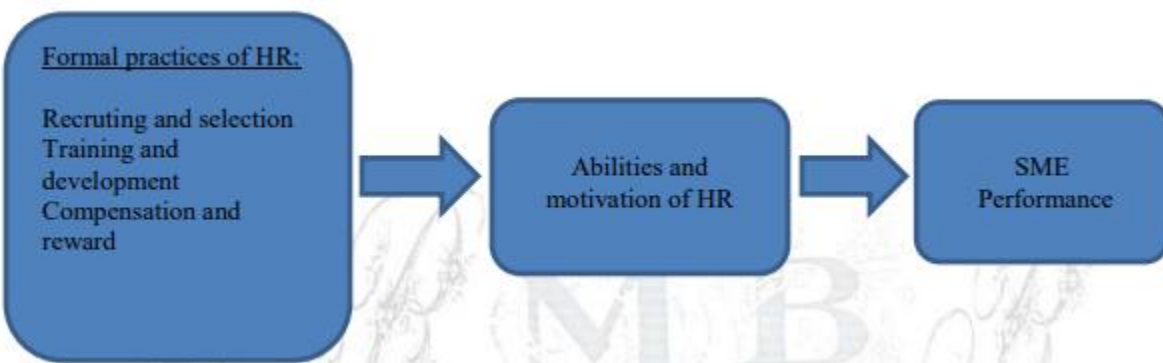 Formal practices of HR:
Recruting and selection
Training and
development
Compensation and
reward
Abilities and
motivation of HR
SME
Performance
M B